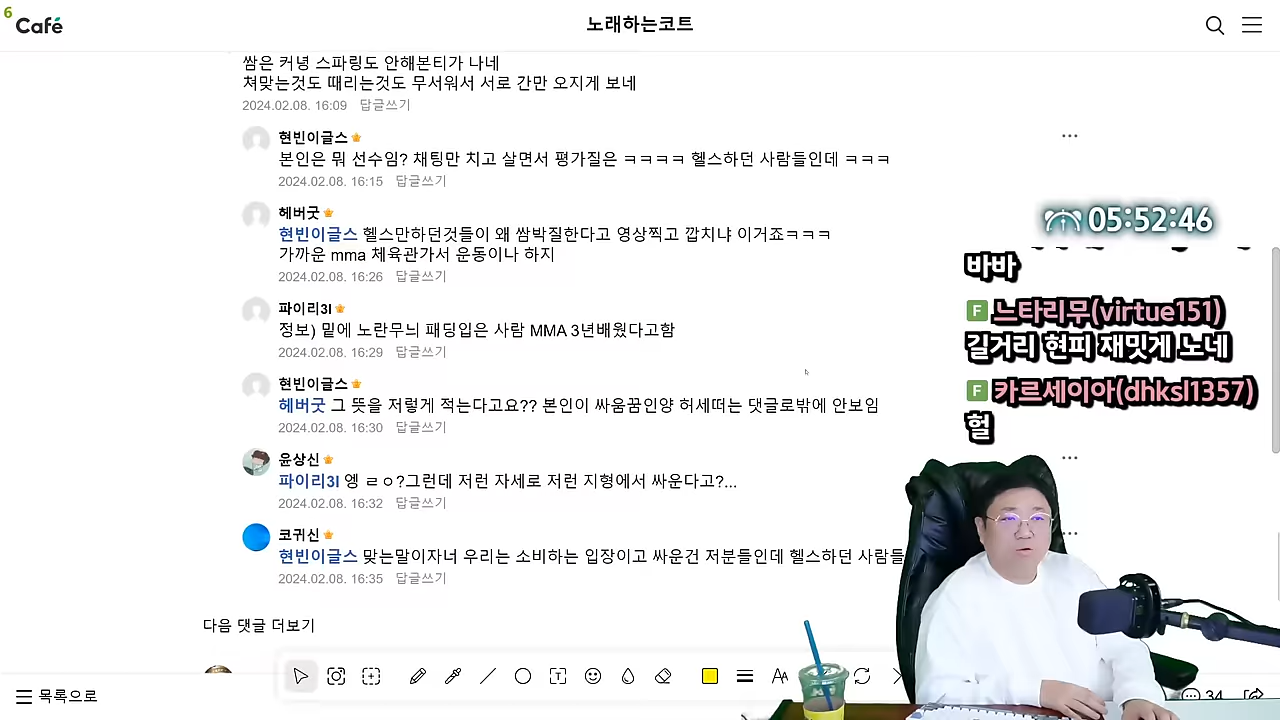 6
Café
노래하는코트
쌈은 커녕 스파링도 안해본티가 나네
쳐맞는것도 때리는것도 무서워서 서로 간만 오지게 보네
2024.02.08. 16:09 답글쓰기
현빈이글스
본인은 뭐 선수임? 채팅만 치고 살면서 평가질은 ㅋㅋㅋㅋ 헬스하던 사람들인데 ㅋㅋㅋ
2024.02.08. 16:15 답글쓰기
헤버굿
현빈이글스 헬스만하던것들이 왜 쌈박질한다고 영상찍고 깝치냐 이거죠ㅋㅋㅋ
가까운 mma 체육관가서 운동이나 하지
2024.02.08. 16:26 답글쓰기
파이리3I
정보) 밑에 노란무늬 패딩입은 사람 MMA 3년배웠다고함
2024.02.08. 16:29 답글쓰기
현빈이글스
헤버굿 그 뜻을 저렇게 적는다고요?? 본인이 싸움꿈인양 허세떠는 댓글로밖에 안보임
2024.02.08. 16:30 답글쓰기
윤상신
파이리3I 엥 ㄹㅇ?그런데 저런 자세로 저런 지형에서 싸운다고?...
2024.02.08. 16:32 답글쓰기
코귀신
현빈이글스 맞는말이자너 우리는 소비하는 입장이고 싸운건 저분들인데 헬스하던 사람들
2024.02.08. 16:35 답글쓰기
다음 댓글 더보기
목록으로
34
05:52:46
바바
F 느타리무(virtue151)
길거리 현피 재밋게 노네
F 카르세이아(dhksl1357)
헐